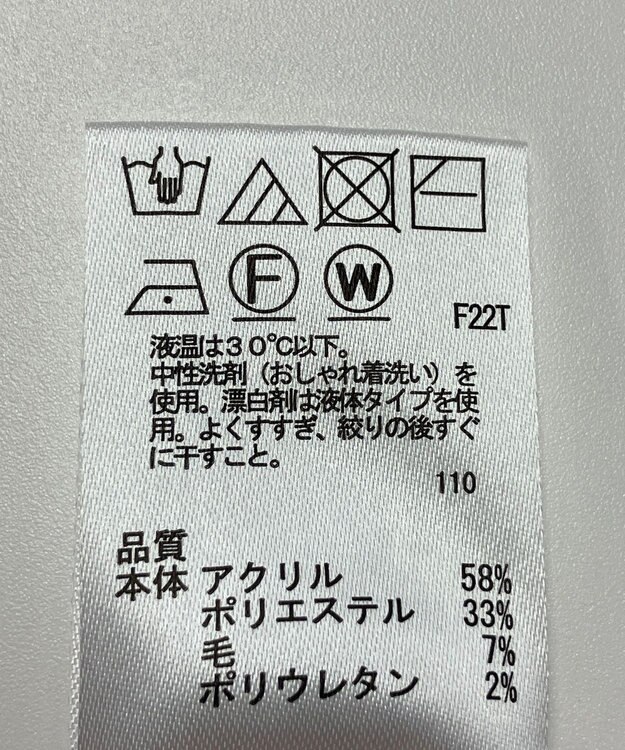 F W
F22T
液温は30℃以下。
中性洗剤（おしゃれ着洗い）を
使用。漂白剤は液体タイプを使
用。よくすすぎ、絞りの後すぐ
に干すこと。
110
品質
本体 アクリル 58%
ポリエステル 33%
毛 7%
ポリウレタン 2%